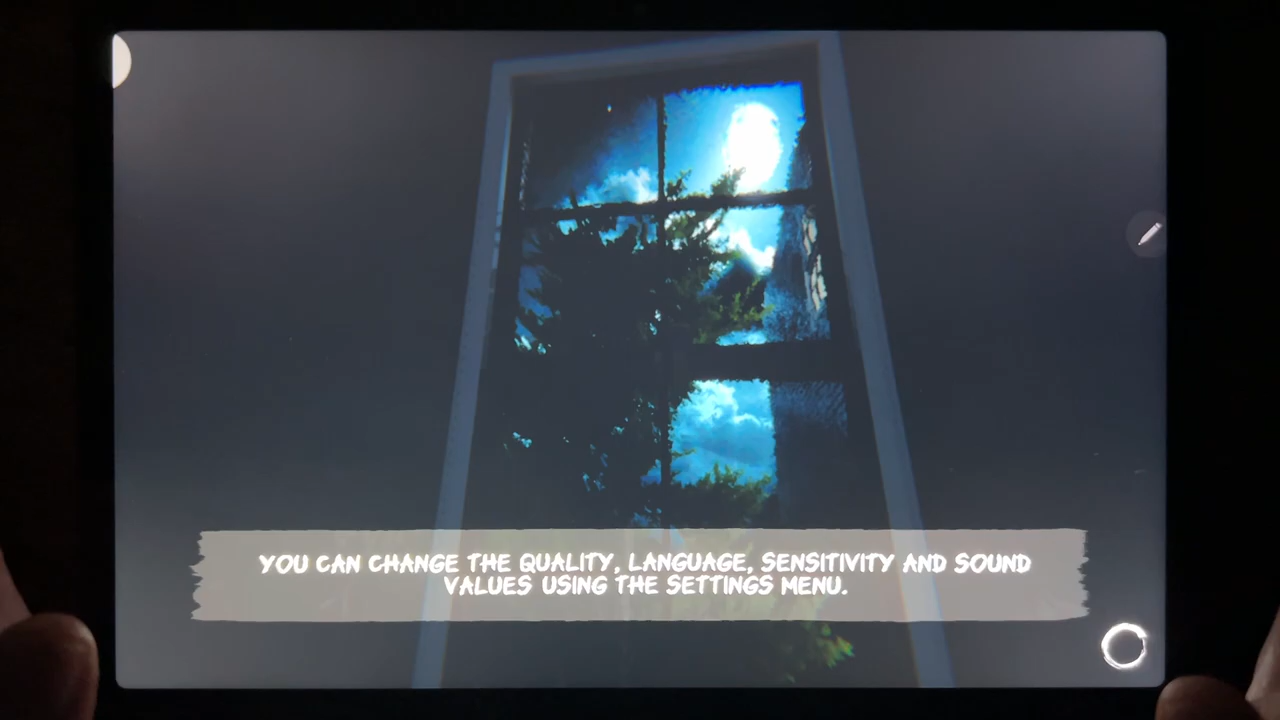 YOU CAN CHANGE THE QUALITY, LANGUAGE, SENSITIVITY AND SOUND
VALUES USING THE SETTINGS MENU.